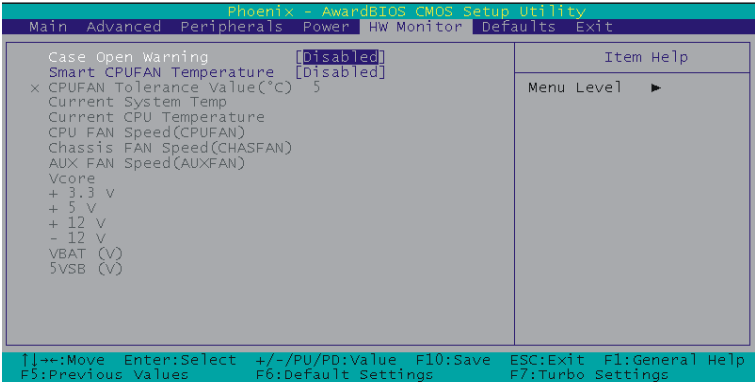 Phoenix - AwardBIOS CMOS Setup Utility
Main Advanced Peripherals Power HW Monitor Defaults Exit
Case Open Warning [Disabled]
Smart CPUFAN Temperature [Disabled]
× CPUFAN Tolerance Value(°C) 5
Current System Temp
Current CPU Temperature
CPU FAN Speed(CPUFAN)
Chassis FAN Speed(CHASFAN)
AUX FAN Speed(AUXFAN)
Vcore
+ 3.3 V
+ 5 V
+ 12 V
- 12 V
VBAT (V)
5VSB (V)
Item Help
Menu Level ►
↑↓→←:Move Enter:Select +/-/PU/PD:Value F10:Save ESC:Exit F1:General Help
F5:Previous Values F6:Default Settings F7:Turbo Settings